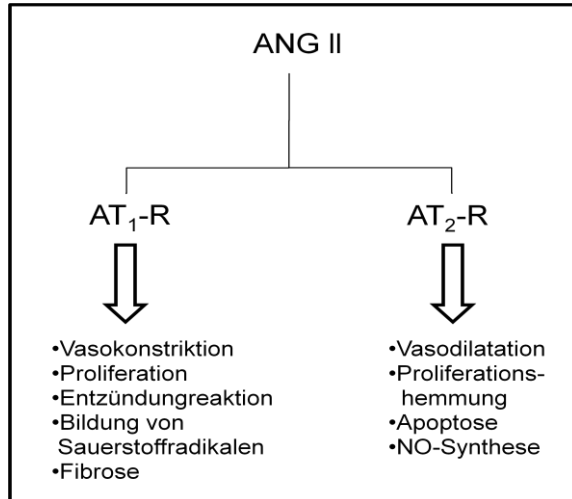 ANG II
AT₁-R
AT₂-R
•Vasokonstriktion
•Proliferation
•Entzündungreaktion
•Bildung von
Sauerstoffradikalen
•Fibrose
•Vasodilatation
•Proliferations-
hemmung
•Apoptose
•NO-Synthese